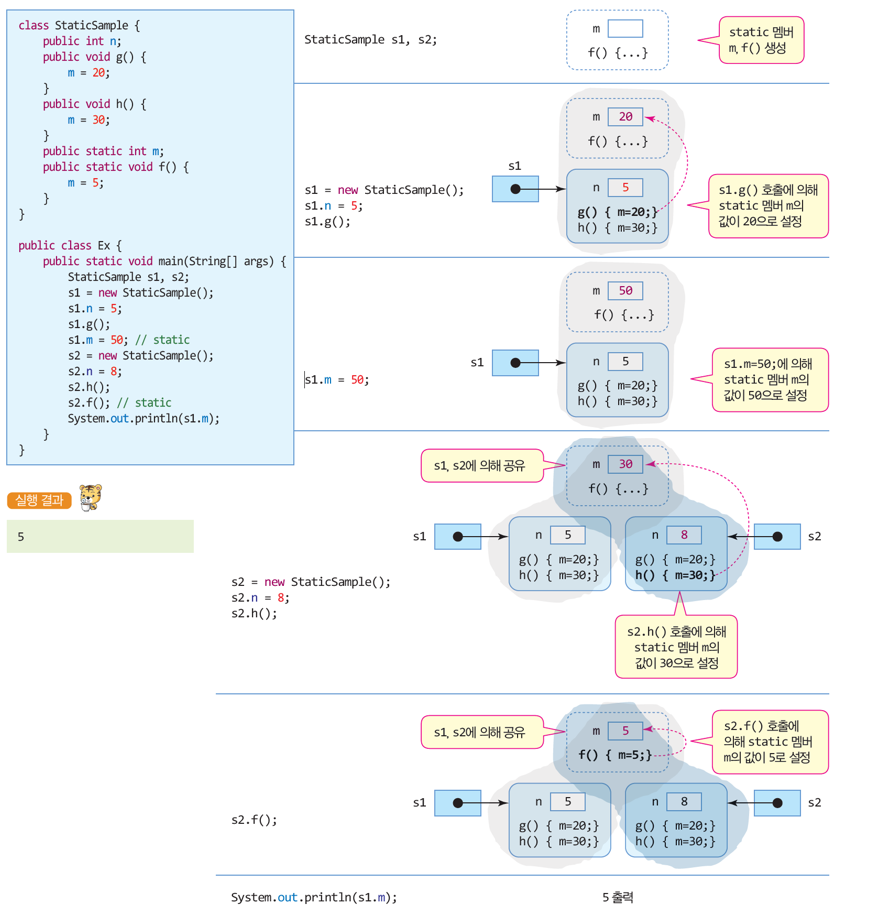 class StaticSample {
public int n;
public void g() {
m = 20;
}
public void h() {
m = 30;
}
public static int m;
public static void f() {
m = 5;
}
}
public class Ex {
public static void main(String[] args) {
StaticSample s1, s2;
s1 = new StaticSample();
s1.n = 5;
s1.g();
s1.m = 50; // static
s2 = new StaticSample();
s2.n = 8;
s2.h();
s2.f(); // static
System.out.println(s1.m);
}
}
실행 결과
5
StaticSample s1, s2;
m
f() {...}
static 멤버
m, f() 생성
s1 = new StaticSample();
s1.n = 5;
s1.g();
m 20
f() {...}
s1
n 5
g() { m=20;}
h() { m=30;}
s1.g() 호출에 의해
static 멤버 m의
값이 20으로 설정
s1.m = 50;
m 50
f() {...}
s1
n 5
g() { m=20;}
h() { m=30;}
s1.m=50;에 의해
static 멤버 m의
값이 50으로 설정
s2 = new StaticSample();
s2.n = 8;
s2.h();
s1, s2에 의해 공유
m 30
f() {...}
s1
n 5
g() { m=20;}
h() { m=30;}
n 8
g() { m=20;}
h() { m=30;}
s2
s2.h() 호출에 의해
static 멤버 m의
값이 30으로 설정
s2.f();
s1, s2에 의해 공유
m 5
f() { m=5;}
s2.f() 호출에
의해 static 멤버
m의 값이 5로 설정
s1
n 5
g() { m=20;}
h() { m=30;}
n 8
g() { m=20;}
h() { m=30;}
s2
System.out.println(s1.m);
5 출력